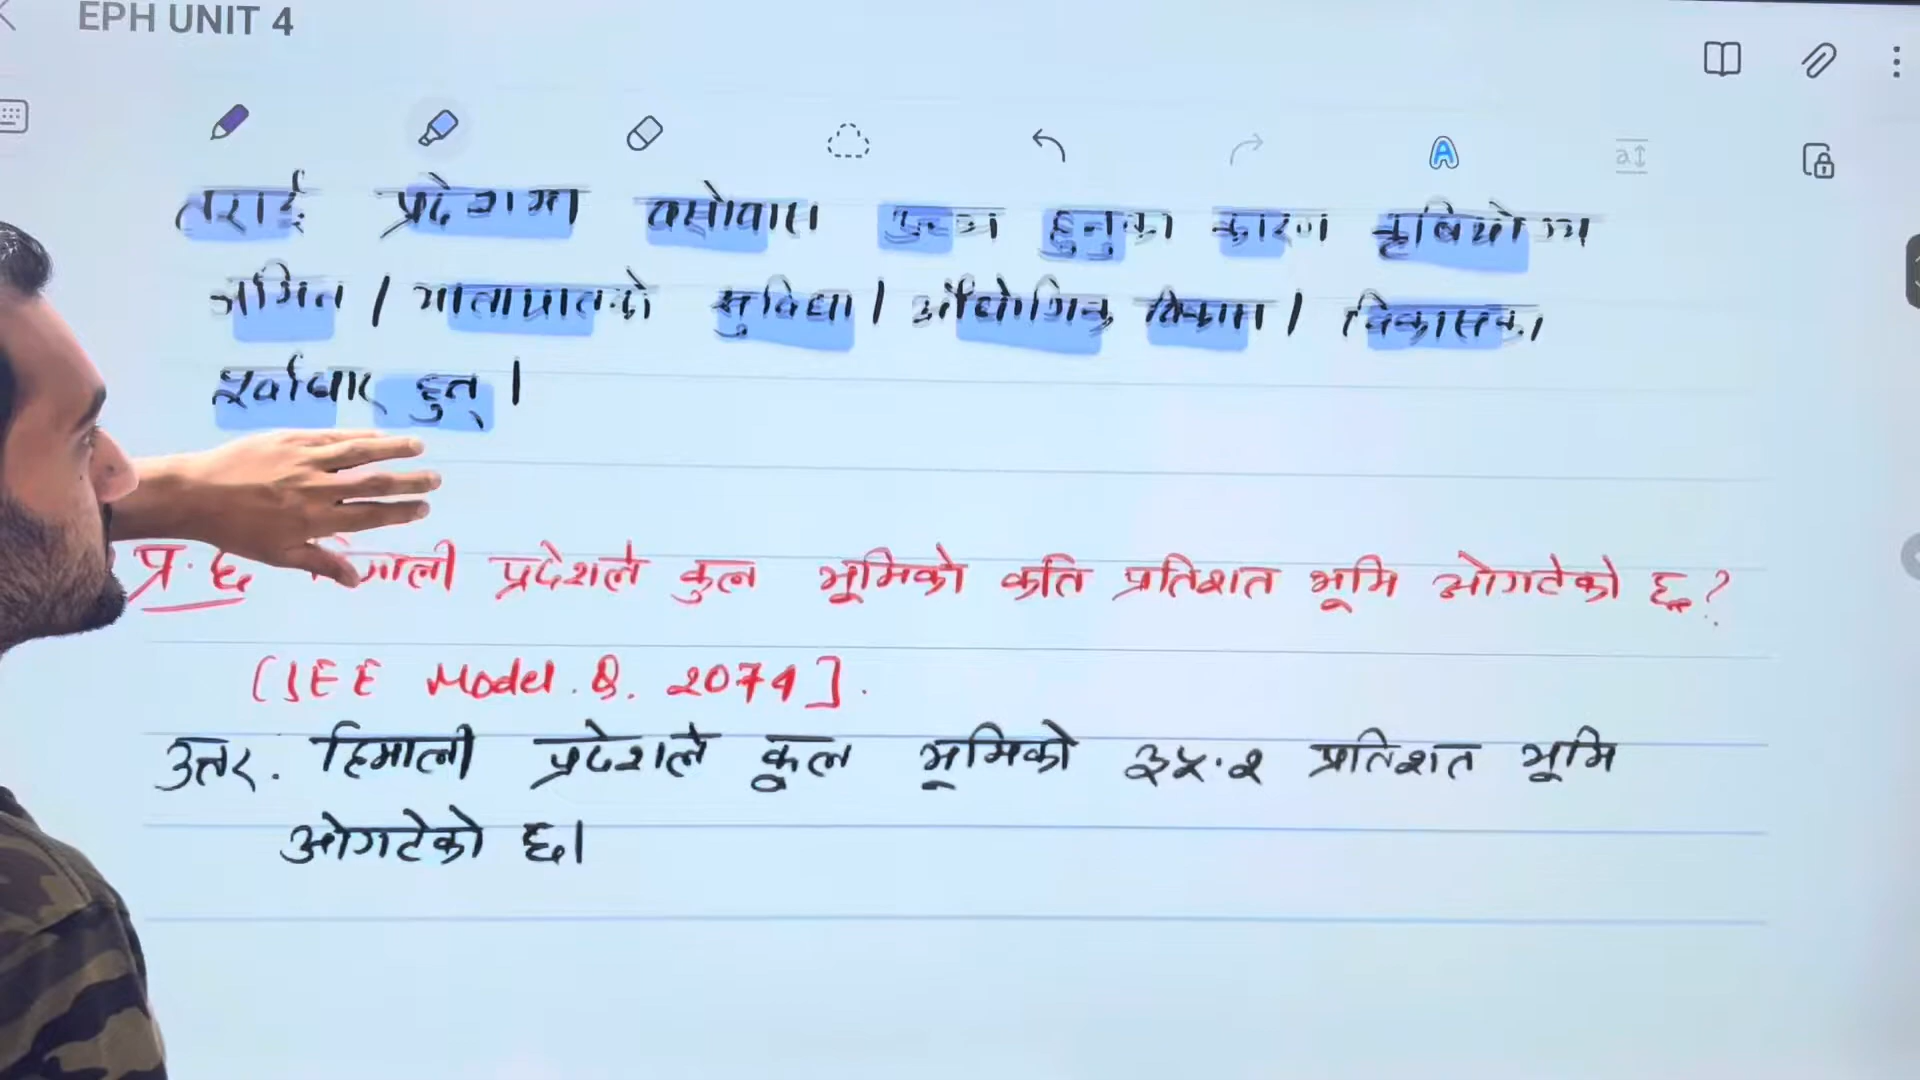 EPH UNIT 4
तराई प्रदेशमा बसोबास हुनुका कारण कृषियोग्य
जमिन / यातायातको सुविधा / औद्योगिक विकास / विकासका
पूर्वाधार हुन् ।
प्र. ६ हिमाली प्रदेशले कुल भूमिको कति प्रतिशत भूमि ओगटेको छ ?
[SEE Model. Q. 2074].
उत्तर. हिमाली प्रदेशले कूल भूमिको ३५.२ प्रतिशत भूमि
ओगटेको छ।